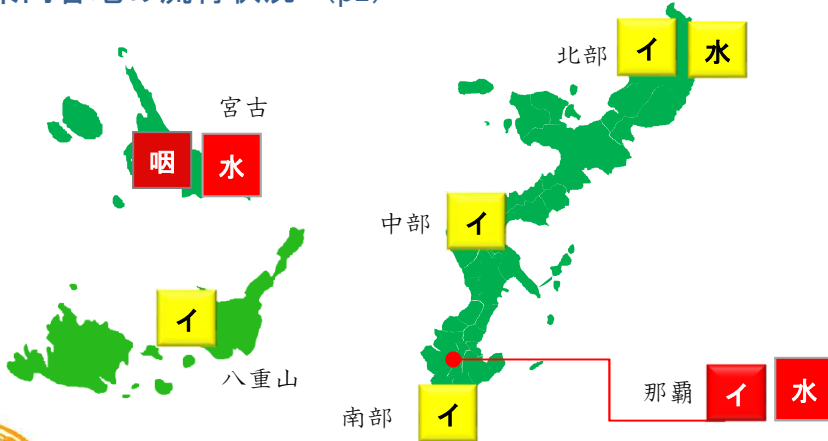 宮古
咽 水
八重山
イ
北部 イ 水
中部 イ
南部 イ
那覇 イ 水